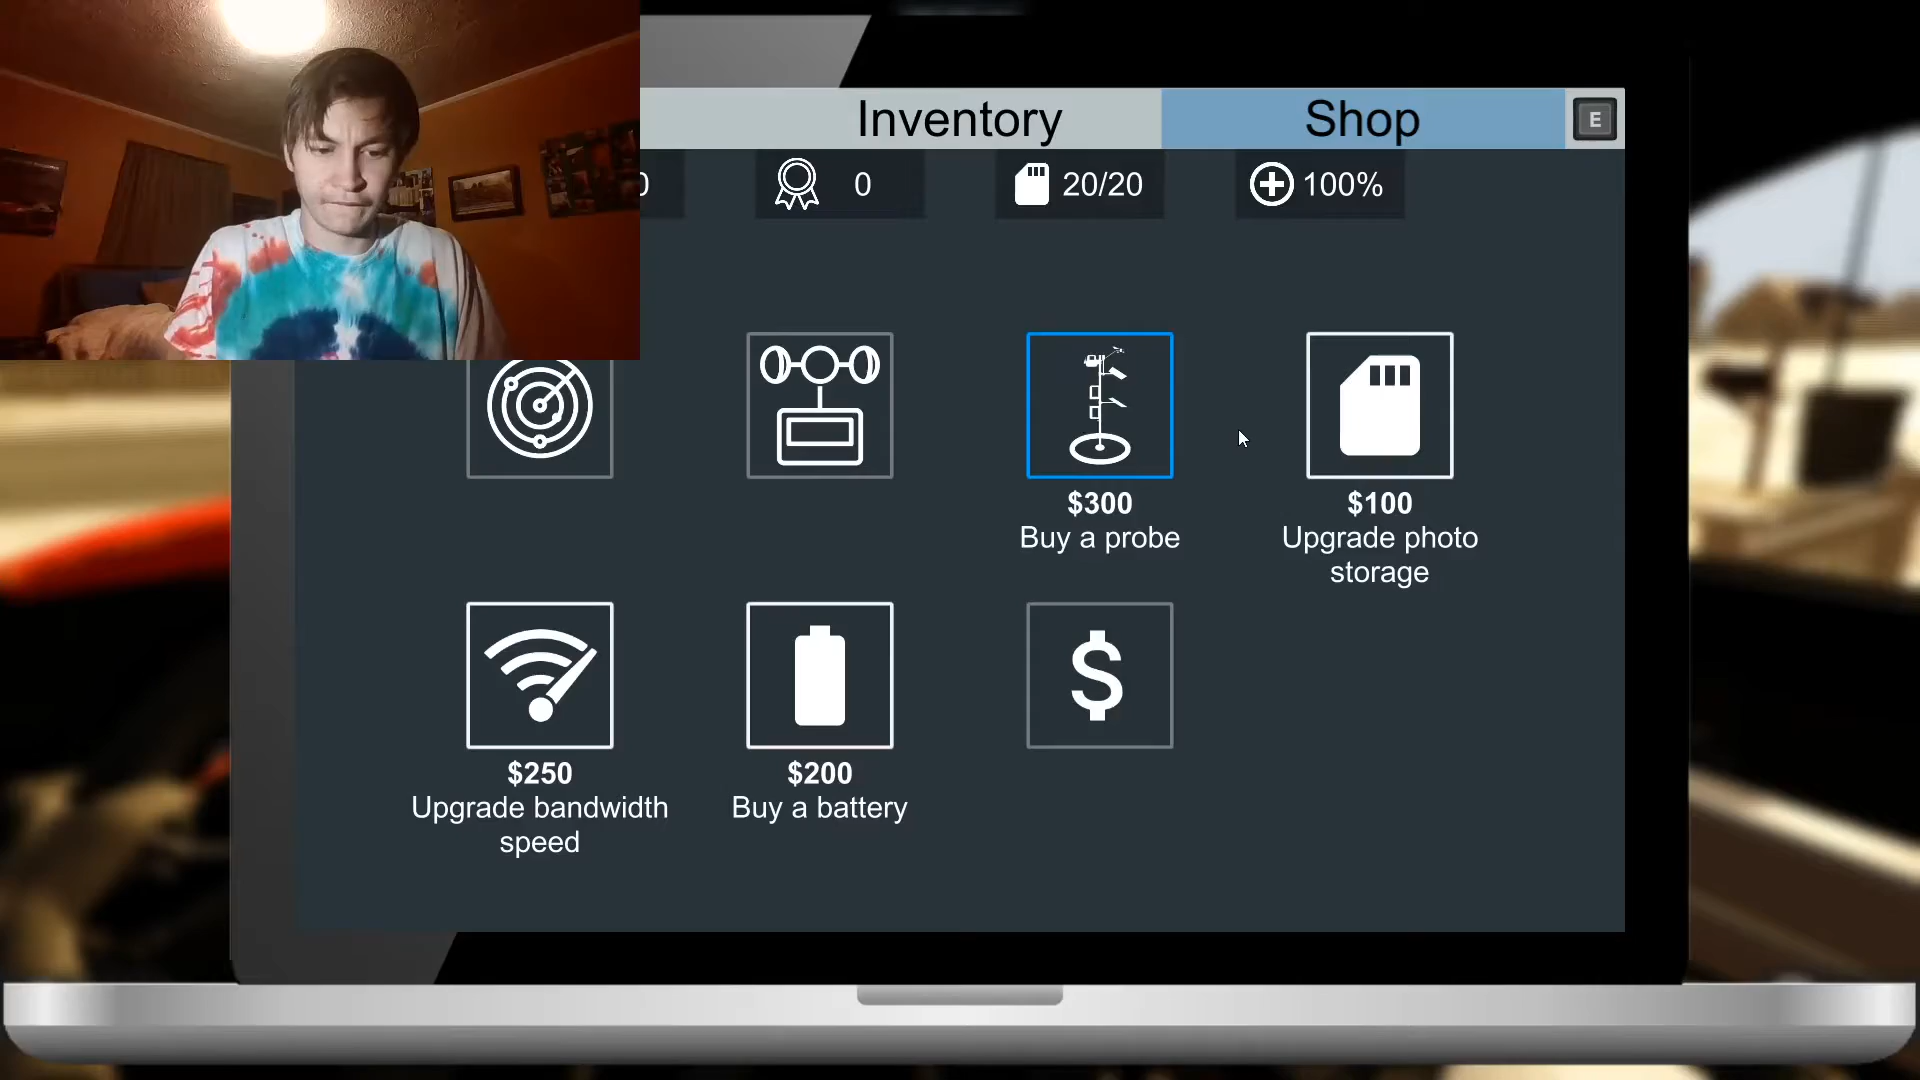 Inventory
Shop
E
0
20/20
100%
$300
Buy a probe
$100
Upgrade photo
storage
$
$250
Upgrade bandwidth
speed
$200
Buy a battery